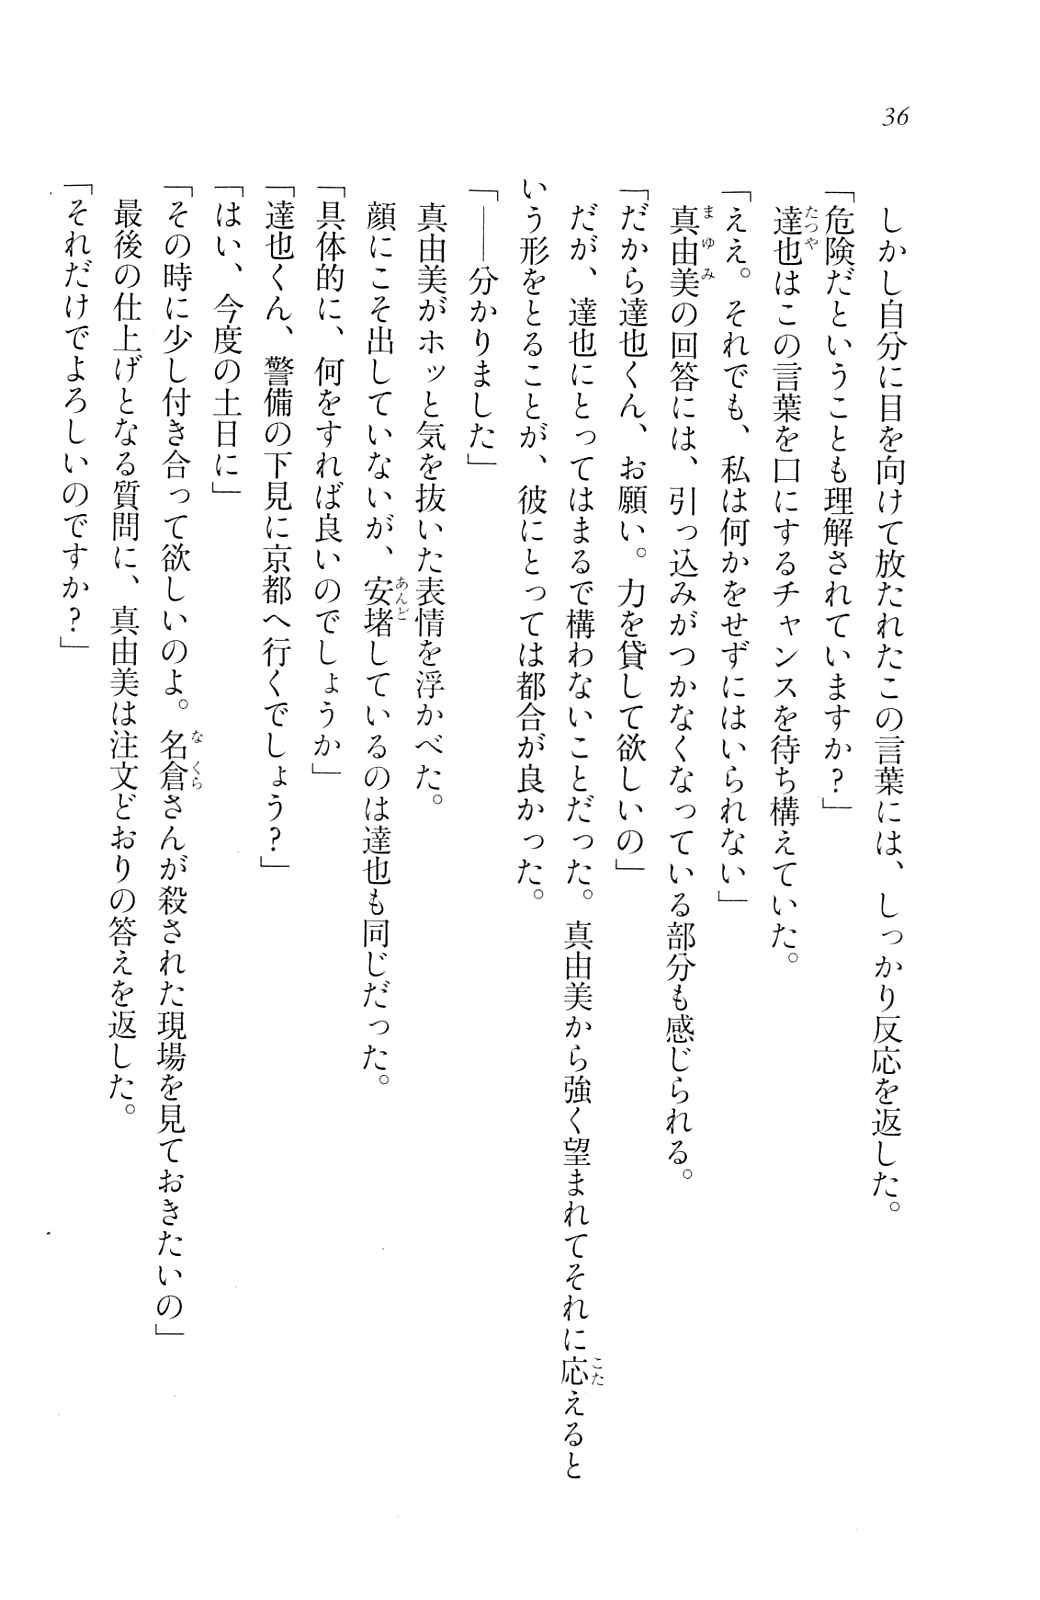 36
しかし自分に目を向けて放たれたこの言葉には、しっかり反応を返した。
「危険だということも理解されていますか？」
達也はこの言葉を口にするチャンスを待ち構えていた。
「ええ。それでも、私は何かをせずにはいられない」
真由美の回答には、引っ込みがつかなくなっている部分も感じられる。
「だから達也くん、お願い。力を貸して欲しいの」
だが、達也にとってはまるで構わないことだった。真由美から強く望まれてそれに応えると
いう形をとることが、彼にとっては都合が良かった。
「――分かりました」
真由美がホッと気を抜いた表情を浮かべた。
顔にこそ出していないが、安堵しているのは達也も同じだった。
「具体的に、何をすれば良いのでしょうか」
「達也くん、警備の下見に京都へ行くでしょう？」
「はい、今度の土日に」
「その時に少し付き合って欲しいのよ。名倉さんが殺された現場を見ておきたいの」
最後の仕上げとなる質問に、真由美は注文どおりの答えを返した。
「それだけでよろしいのですか？」